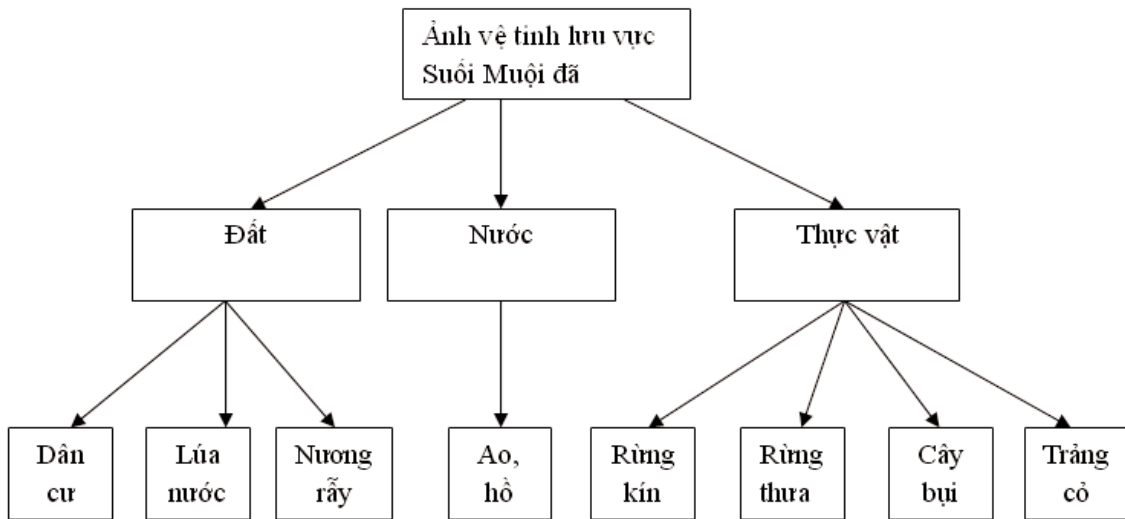 Ảnh vệ tinh lưu vực
Suối Muội đã
Đất
Nước
Thực vật
Dân
cư
Lúa
nước
Nương
rẫy
Ao,
hồ
Rừng
kín
Rừng
thưa
Cây
bụi
Trảng
cỏ